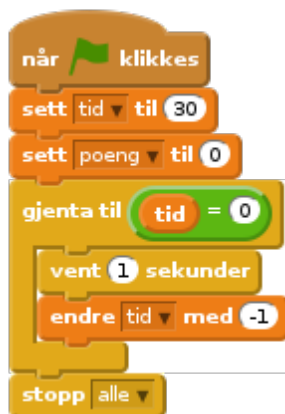 når klikkes
sett tid til 30
sett poeng til 0
gjenta til tid = 0
vent 1 sekunder
endre tid med -1
stopp alle